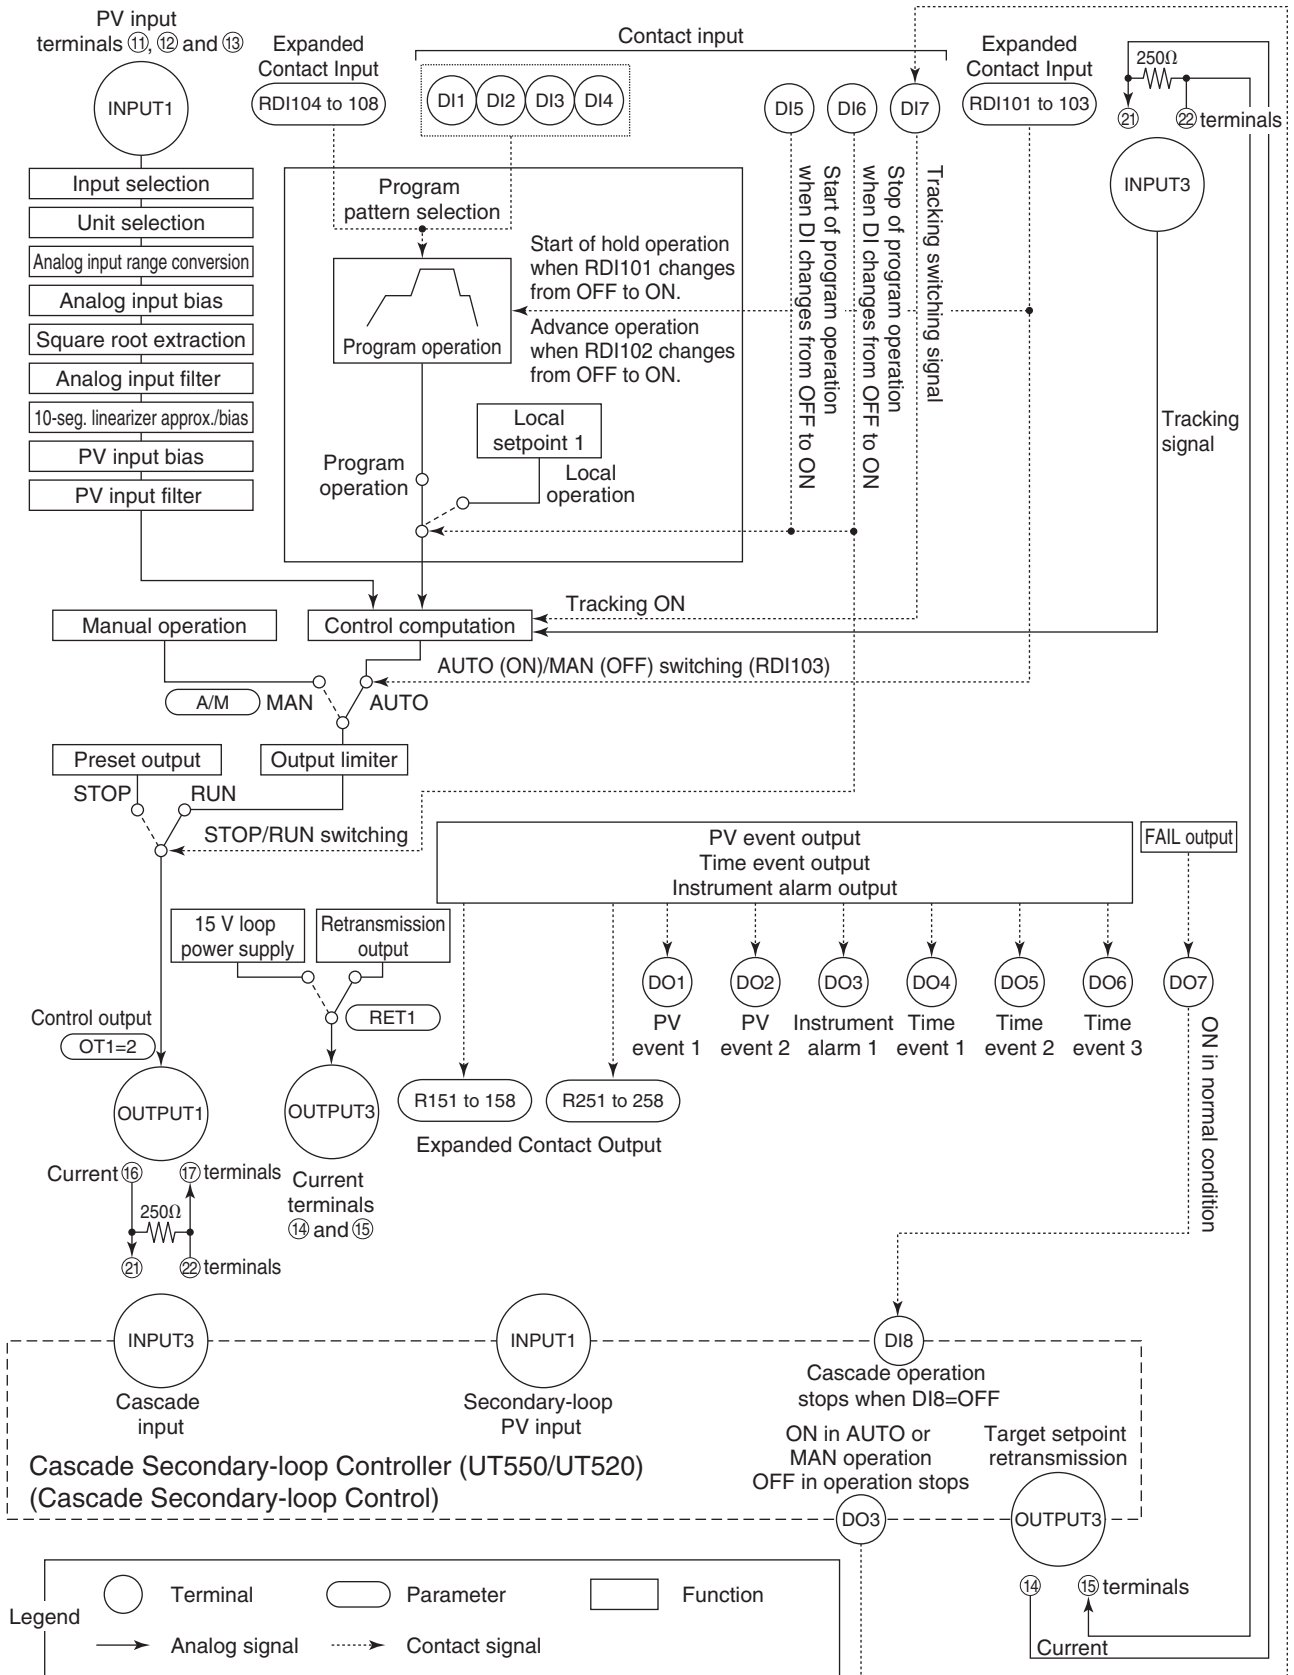 PV input
terminals ⑪, ⑫ and ⑬
INPUT1
Expanded
Contact Input
RDI104 to 108
Contact input
DI1
DI2
DI3
DI4
DI5
DI6
DI7
Expanded
Contact Input
RDI101 to 103
250Ω
㉑
㉒ terminals
INPUT3
Input selection
Unit selection
Analog input range conversion
Analog input bias
Square root extraction
Analog input filter
10-seg. linearizer approx./bias
PV input bias
PV input filter
Program
pattern selection
Program operation
Start of hold operation
when RDI101 changes
from OFF to ON.
Advance operation
when RDI102 changes
from OFF to ON.
Local
setpoint 1
Program
operation
Local
operation
Start of program operation
when DI changes from OFF to ON
Stop of program operation
when DI changes from OFF to ON
Tracking switching signal
Tracking
signal
Tracking ON
Manual operation
Control computation
AUTO (ON)/MAN (OFF) switching (RDI103)
A/M
MAN
AUTO
Preset output
Output limiter
STOP
RUN
STOP/RUN switching
PV event output
Time event output
Instrument alarm output
FAIL output
15 V loop
power supply
Retransmission
output
RET1
DO1
DO2
DO3
DO4
DO5
DO6
DO7
PV
event 1
PV
event 2
Instrument
alarm 1
Time
event 1
Time
event 2
Time
event 3
ON in normal condition
Control output
OT1=2
OUTPUT1
OUTPUT3
R151 to 158
R251 to 258
Expanded Contact Output
Current ⑯
⑰ terminals
250Ω
㉑
㉒ terminals
Current
terminals
⑭ and ⑮
INPUT3
INPUT1
DI8
Cascade
input
Secondary-loop
PV input
Cascade operation
stops when DI8=OFF
ON in AUTO or
MAN operation
OFF in operation stops
Target setpoint
retransmission
Cascade Secondary-loop Controller (UT550/UT520)
(Cascade Secondary-loop Control)
DO3
OUTPUT3
⑭
⑮ terminals
Current
Legend
Terminal
Parameter
Function
Analog signal
Contact signal